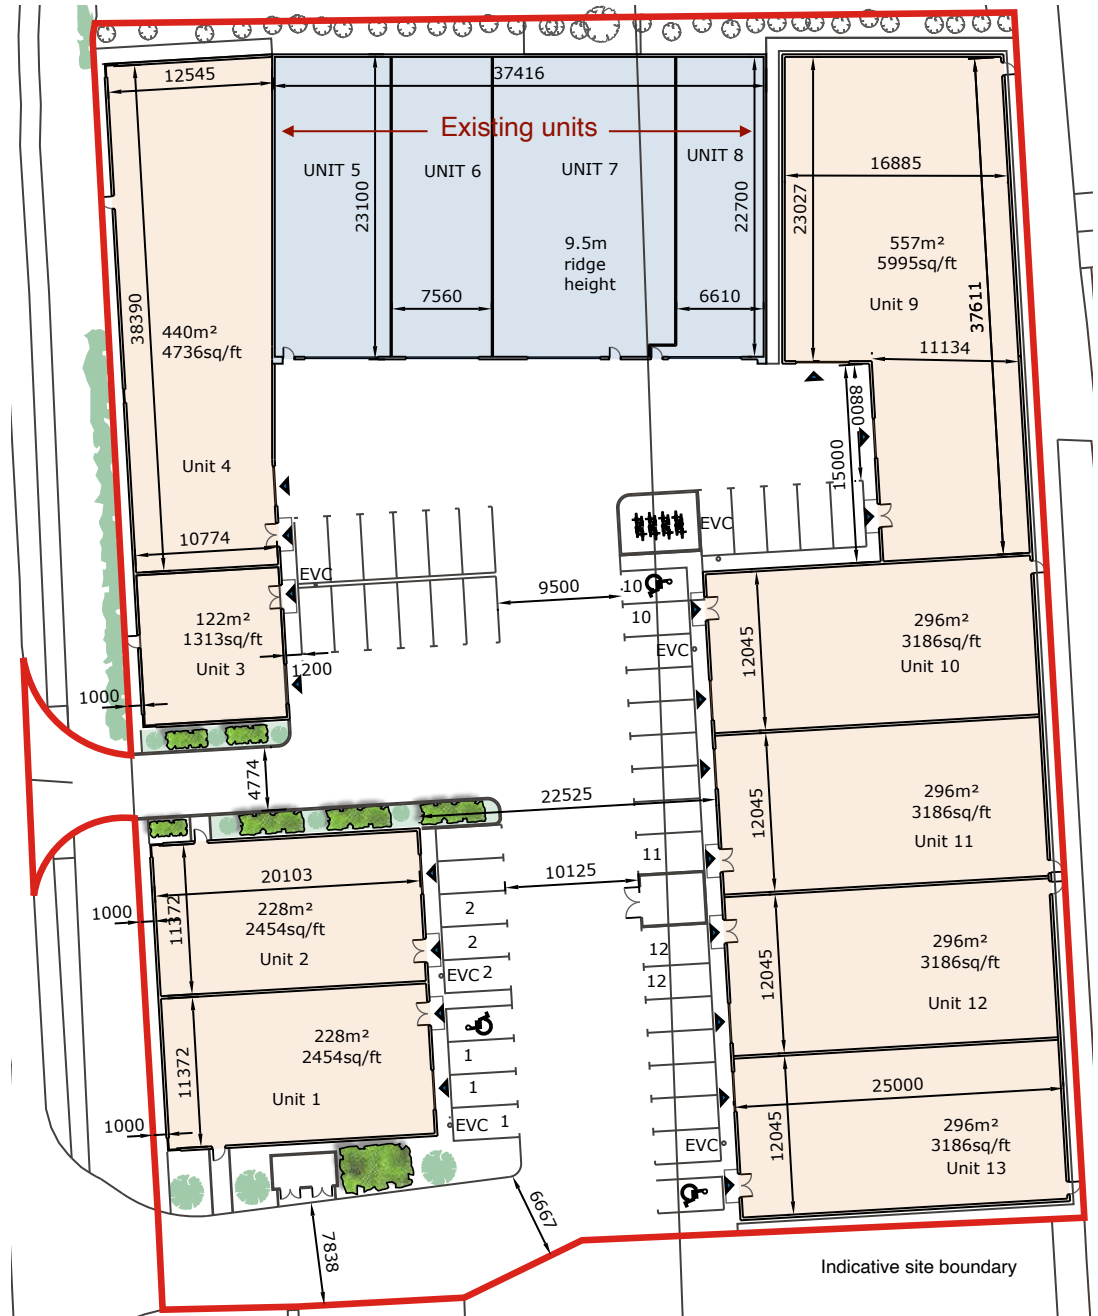 12545
37416
Existing units
UNIT 5
UNIT 6
UNIT 7
UNIT 8
23100
22700
9.5m
ridge
height
7560
6610
16885
23027
557m²
5995sq/ft
Unit 9
37611
11134
8800
15000
38390
440m²
4736sq/ft
Unit 4
10774
EVC
EVC
122m²
1313sq/ft
Unit 3
1200
1000
9500
10
10
EVC
12045
296m²
3186sq/ft
Unit 10
4774
22525
12045
296m²
3186sq/ft
Unit 11
11
10125
20103
11372
228m²
2454sq/ft
Unit 2
1000
2
2
EVC 2
12
12
12045
296m²
3186sq/ft
Unit 12
11372
228m²
2454sq/ft
Unit 1
1000
1
1
EVC 1
EVC
25000
12045
296m²
3186sq/ft
Unit 13
6667
7838
Indicative site boundary